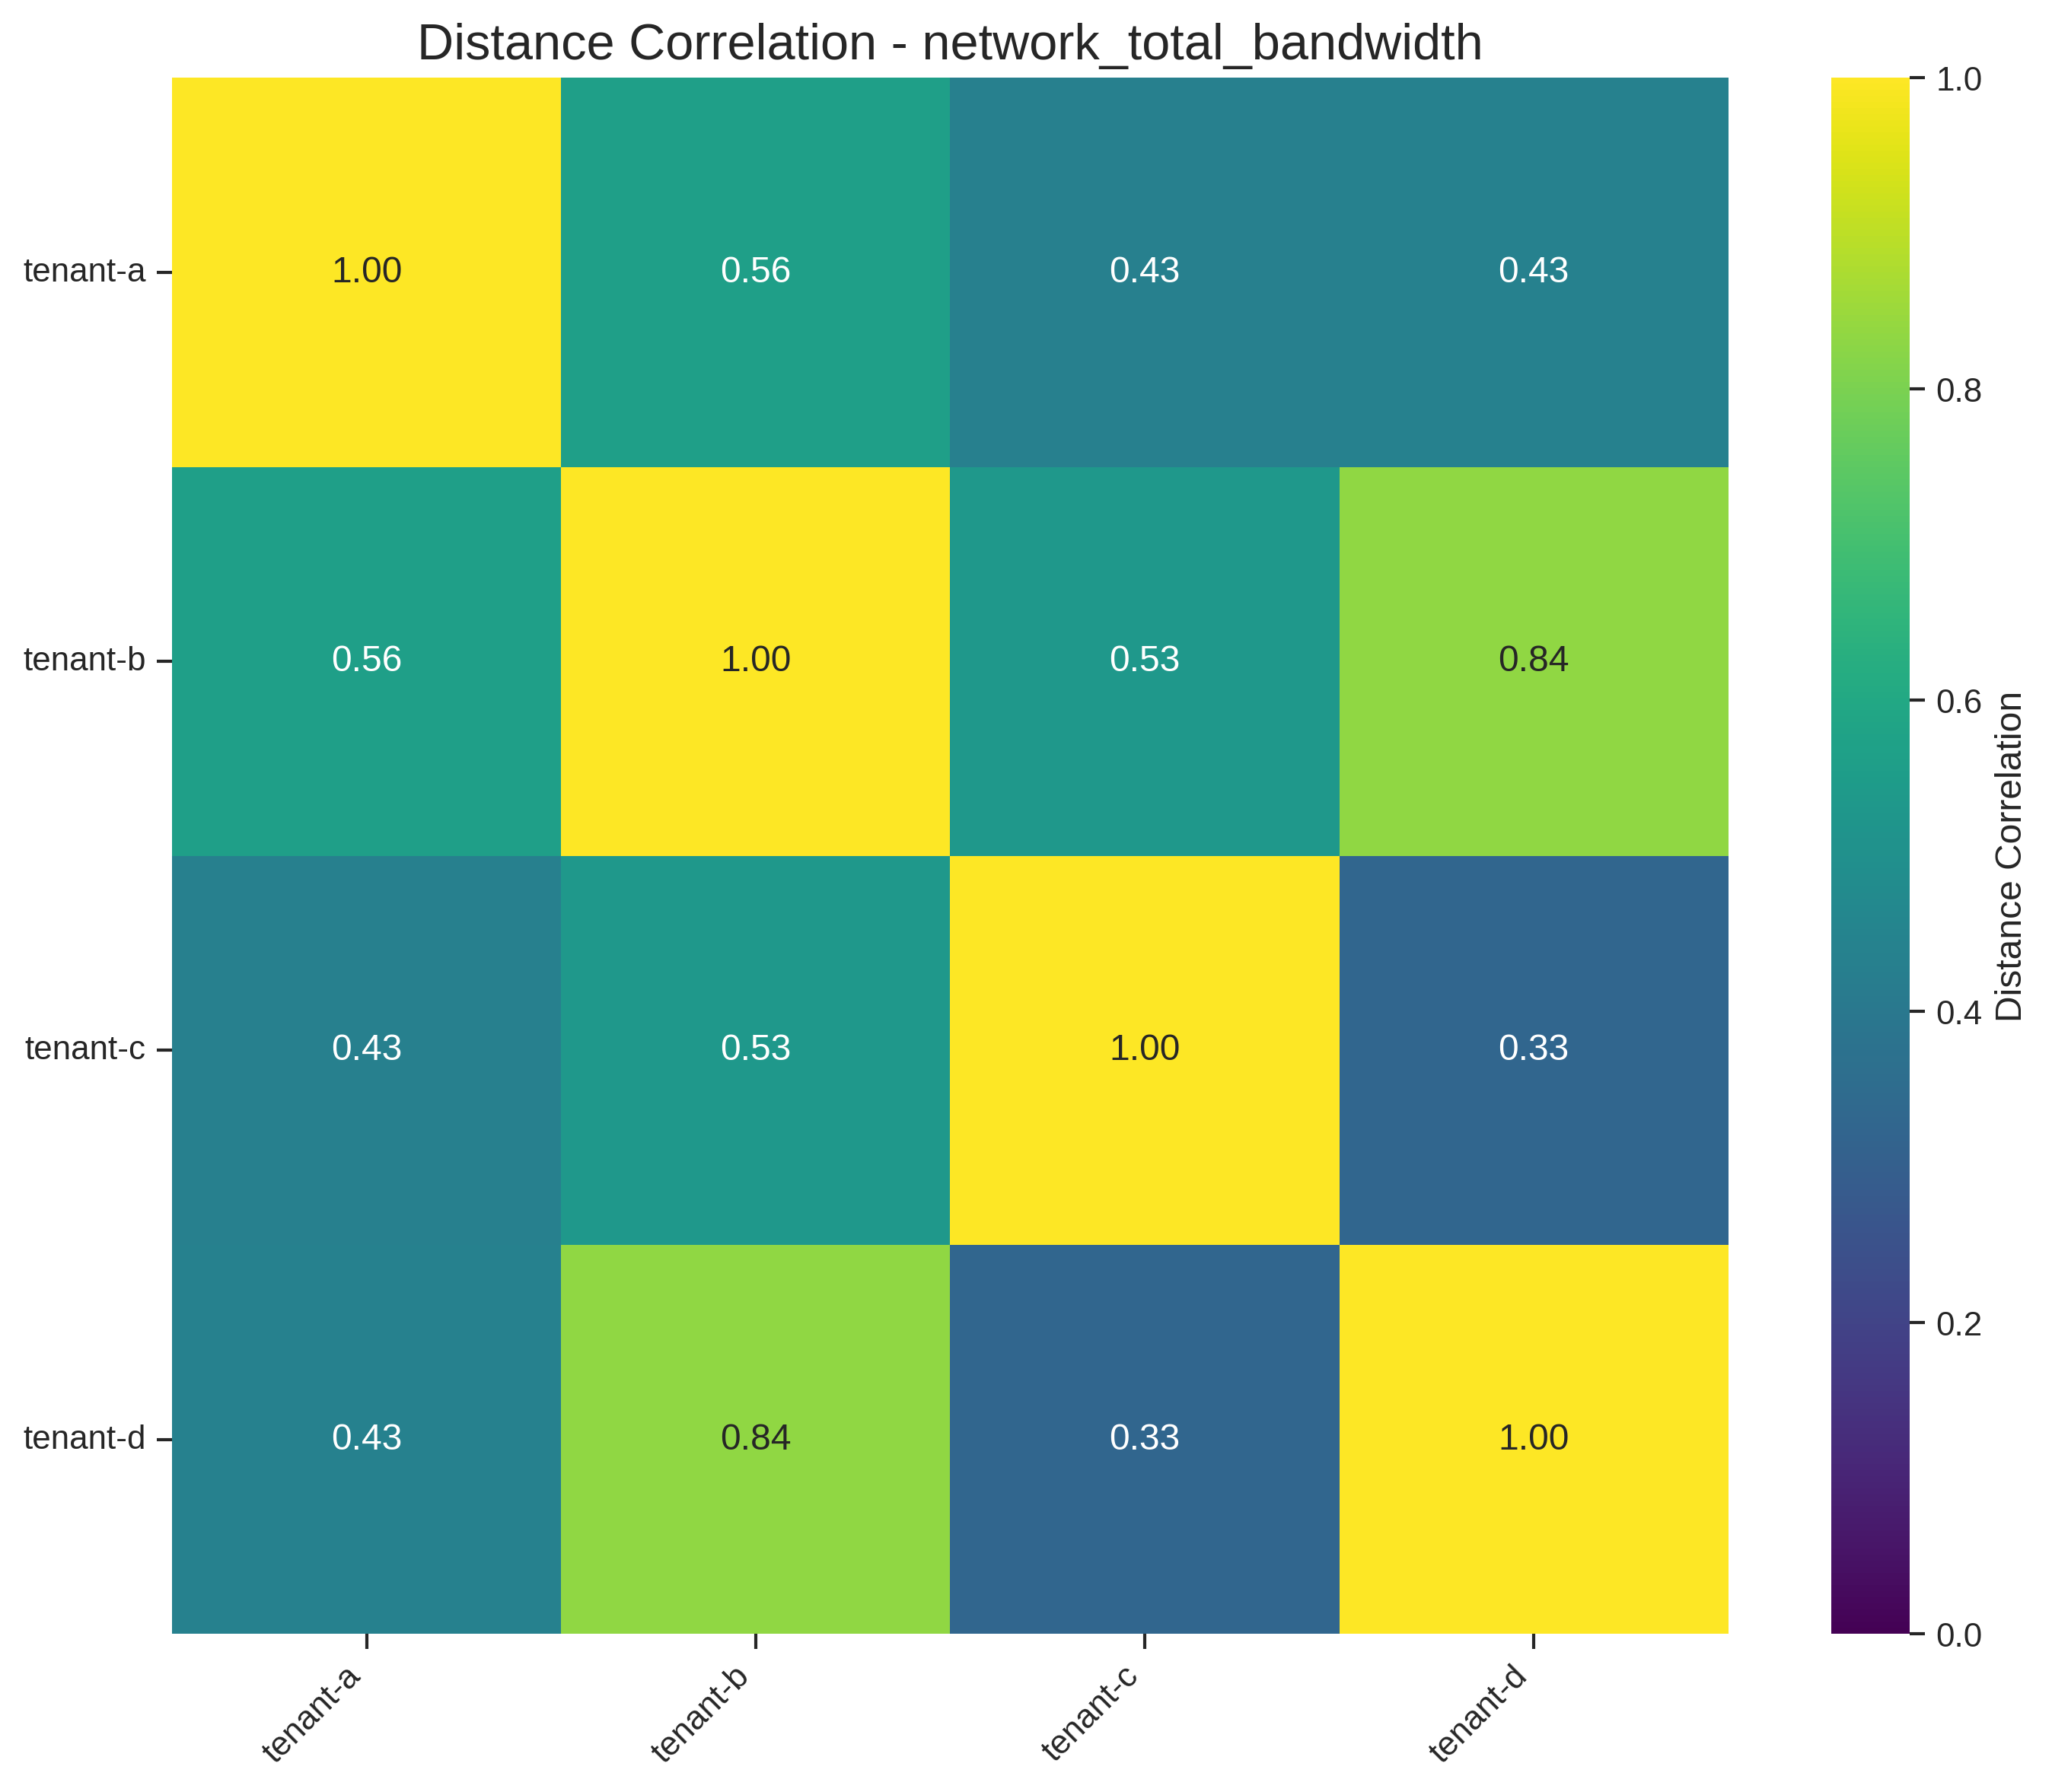 Distance Correlation - network_total_bandwidth
tenant-a 1.00 0.56 0.43 0.43
tenant-b 0.56 1.00 0.53 0.84
tenant-c 0.43 0.53 1.00 0.33
tenant-d 0.43 0.84 0.33 1.00
tenant-a tenant-b tenant-c tenant-d
1.0
0.8
0.6
0.4
0.2
0.0
Distance Correlation